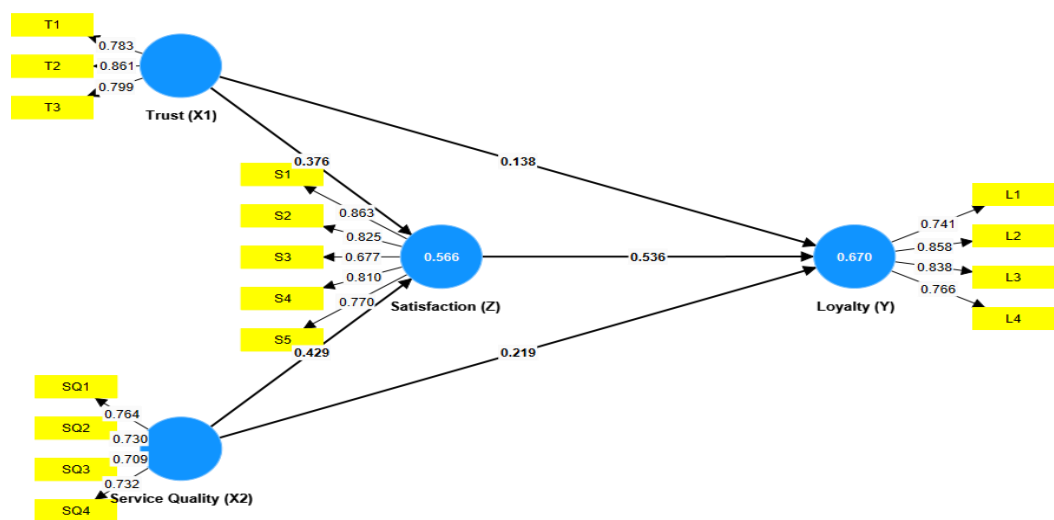 T1
0.783
T2
0.861
T3
0.799
Trust (X1)
0.376
0.138
S1
0.863
S2
0.825
S3
0.677
S4
0.810
S5
0.770
0.566
Satisfaction (Z)
0.536
0.429
0.219
0.670
Loyalty (Y)
L1
0.741
L2
0.858
L3
0.838
L4
0.766
SQ1
0.764
SQ2
0.730
SQ3
0.709
SQ4
0.732
Service Quality (X2)